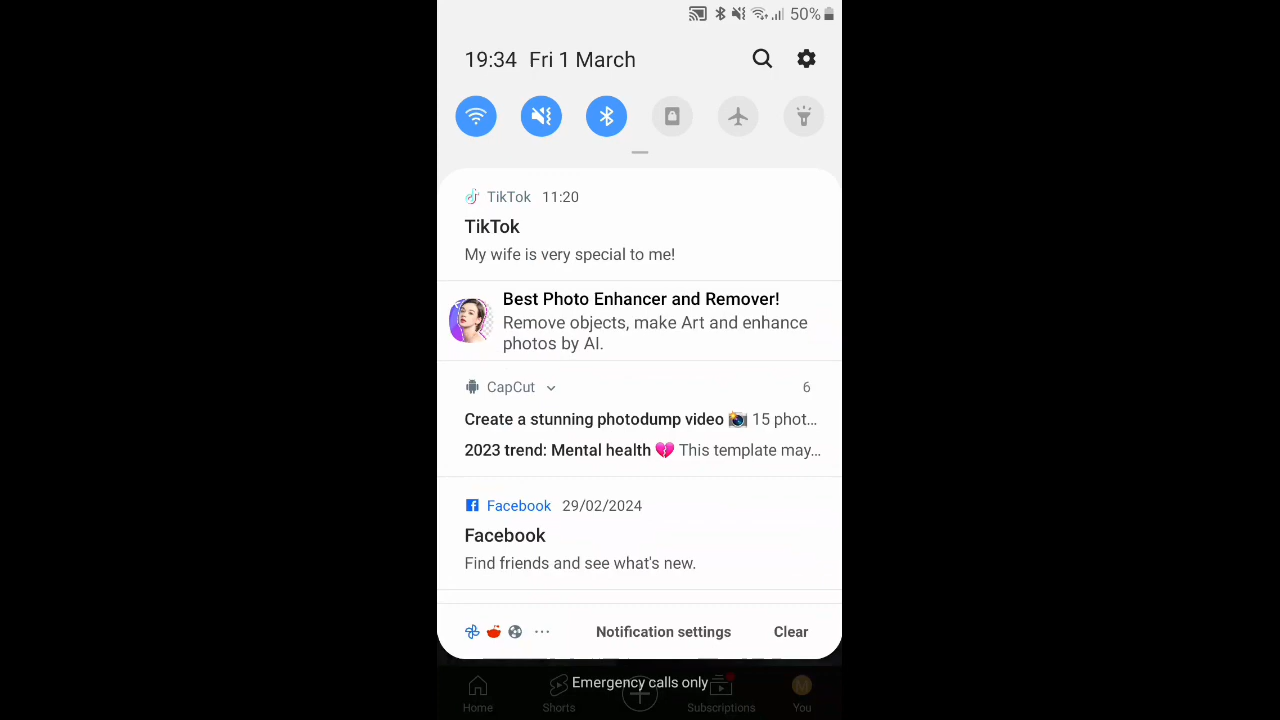 50%
19:34 Fri 1 March
TikTok 11:20
TikTok
My wife is very special to me!
Best Photo Enhancer and Remover!
Remove objects, make Art and enhance
photos by AI.
CapCut 6
Create a stunning photodump video 📸 15 phot...
2023 trend: Mental health 💔 This template may...
Facebook 29/02/2024
Facebook
Find friends and see what's new.
Notification settings Clear
Emergency calls only
Home Shorts Subscriptions You